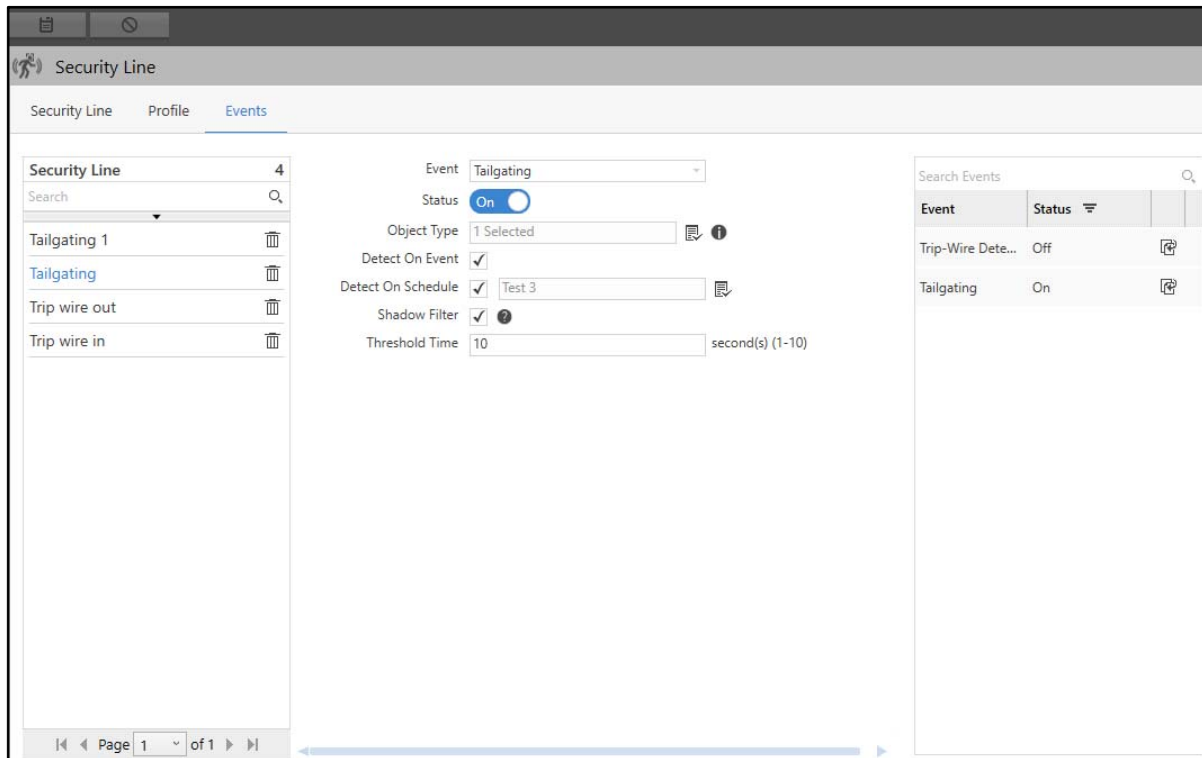 Security Line
Security Line Profile Events
Security Line 4
Search
Tailgating 1
Tailgating
Trip wire out
Trip wire in
Page 1 of 1
Event Tailgating
Status On
Object Type 1 Selected
Detect On Event
Detect On Schedule Test 3
Shadow Filter
Threshold Time 10 second(s) (1-10)
Search Events
Event Status
Trip-Wire Dete... Off
Tailgating On